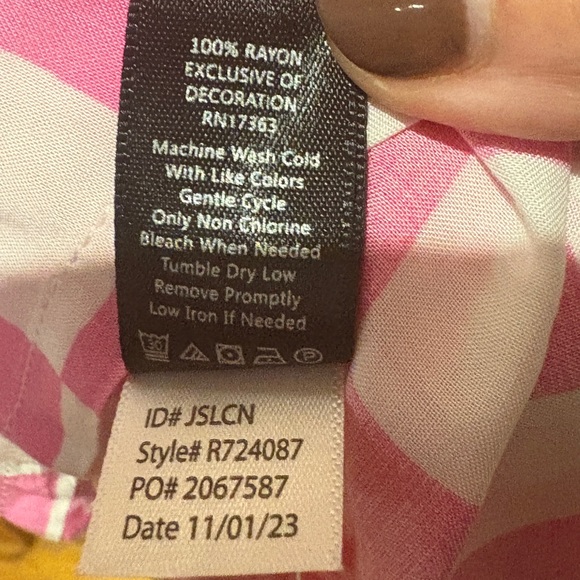 100% RAYON
EXCLUSIVE OF
DECORATION
RN17363
Machine Wash Cold
With Like Colors
Gentle Cycle
Only Non Chlorine
Bleach When Needed
Tumble Dry Low
Remove Promptly
Low Iron If Needed
30 P
ID# JSLCN
Style# R724087
PO# 2067587
Date 11/01/23